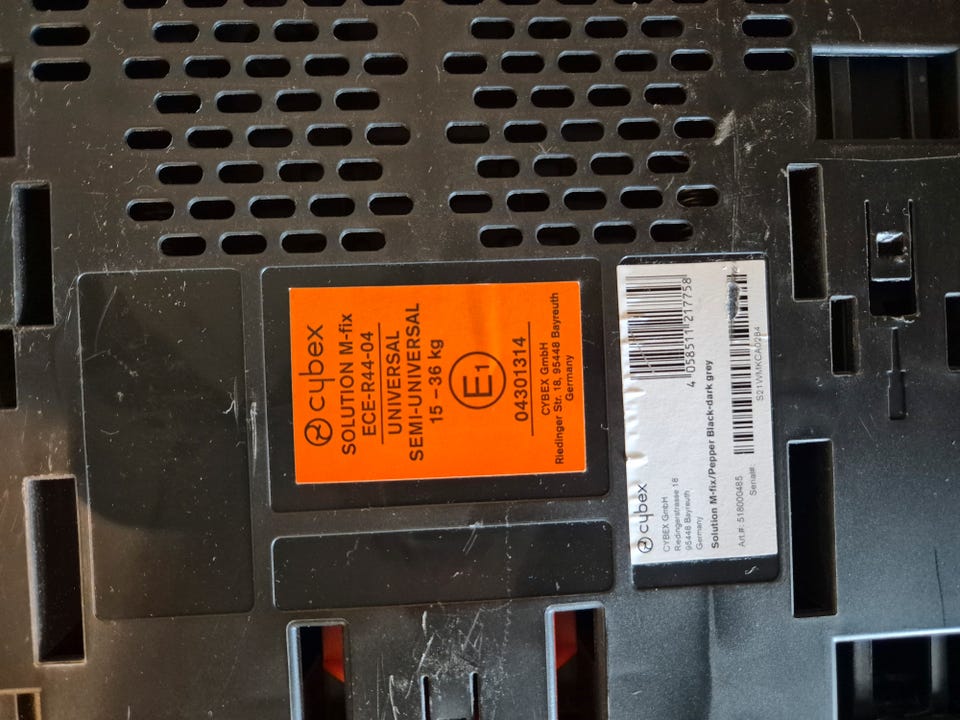 cybex
SOLUTION M-fix
ECE-R44-04
UNIVERSAL
SEMI-UNIVERSAL
15 – 36 kg
E1
04301314
CYBEX GmbH
Riedinger Str. 18, 95448 Bayreuth
Germany
4 058511 217758
cybex
CYBEX GmbH
Riedingerstrasse 18
95448 Bayreuth
Germany
Solution M-fix/Pepper Black-dark grey
Art.#: 518000485
Serial#: